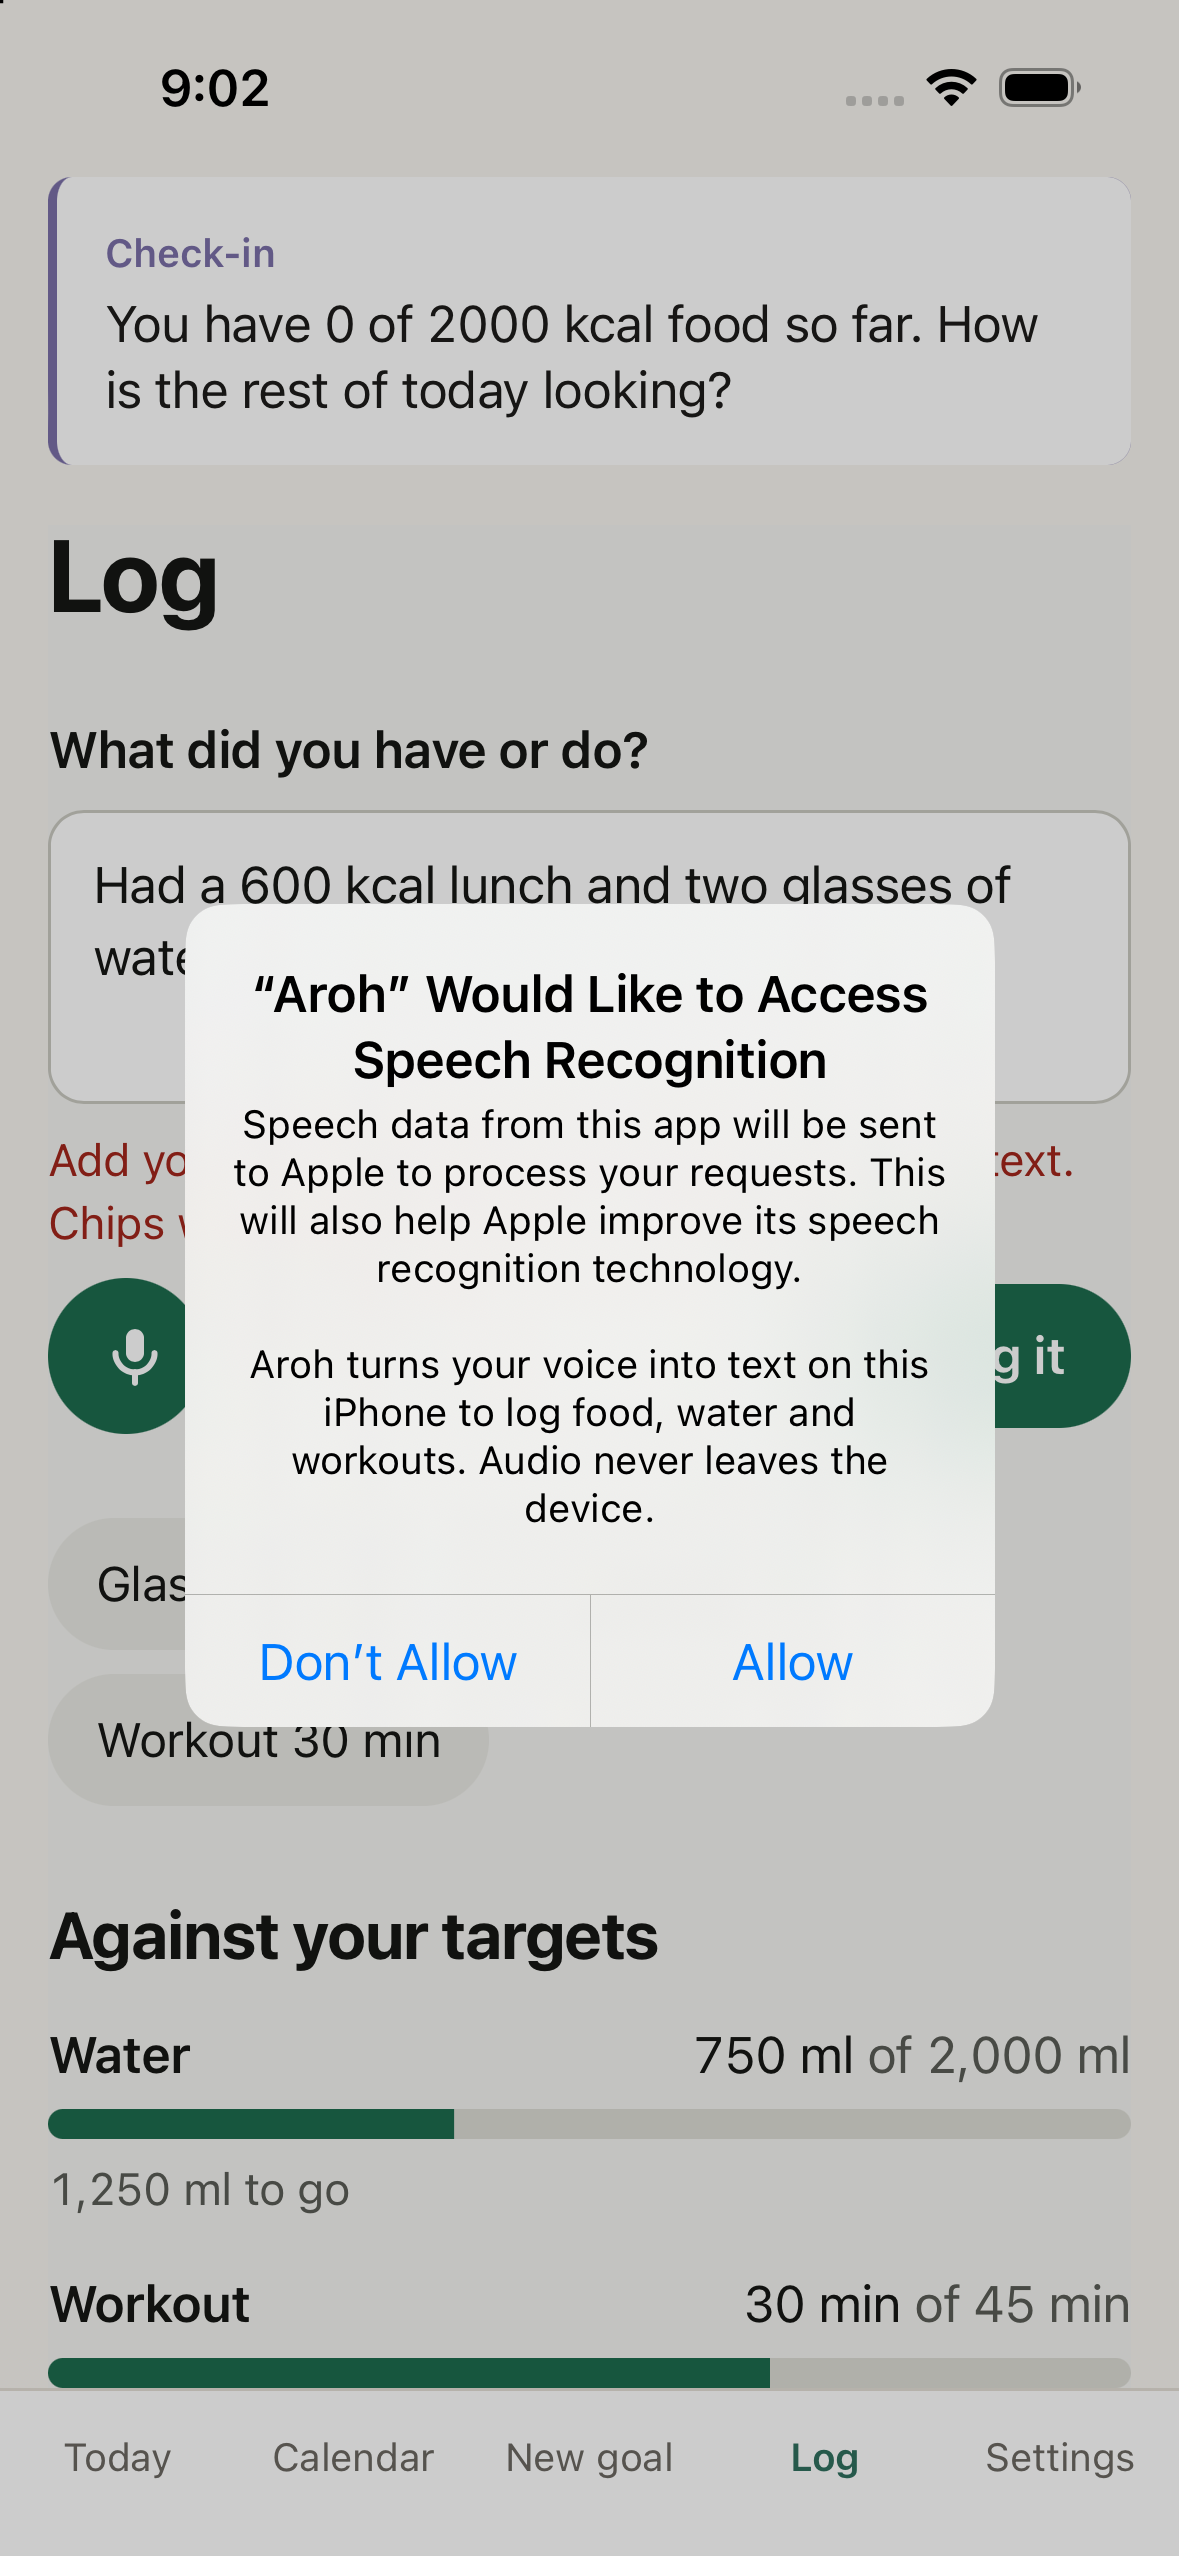 9:02
Check-in
You have 0 of 2000 kcal food so far. How
is the rest of today looking?
Log
What did you have or do?
Had a 600 kcal lunch and two glasses of
“Aroh” Would Like to Access
Speech Recognition
Speech data from this app will be sent
to Apple to process your requests. This
will also help Apple improve its speech
recognition technology.
Add
text.
Chips
Aroh turns your voice into text on this
iPhone to log food, water and
workouts. Audio never leaves the
device.
it
Don’t Allow
Allow
Workout 30 min
Against your targets
Water
750 ml of 2,000 ml
1,250 ml to go
Workout
30 min of 45 min
Today
Calendar
New goal
Log
Settings